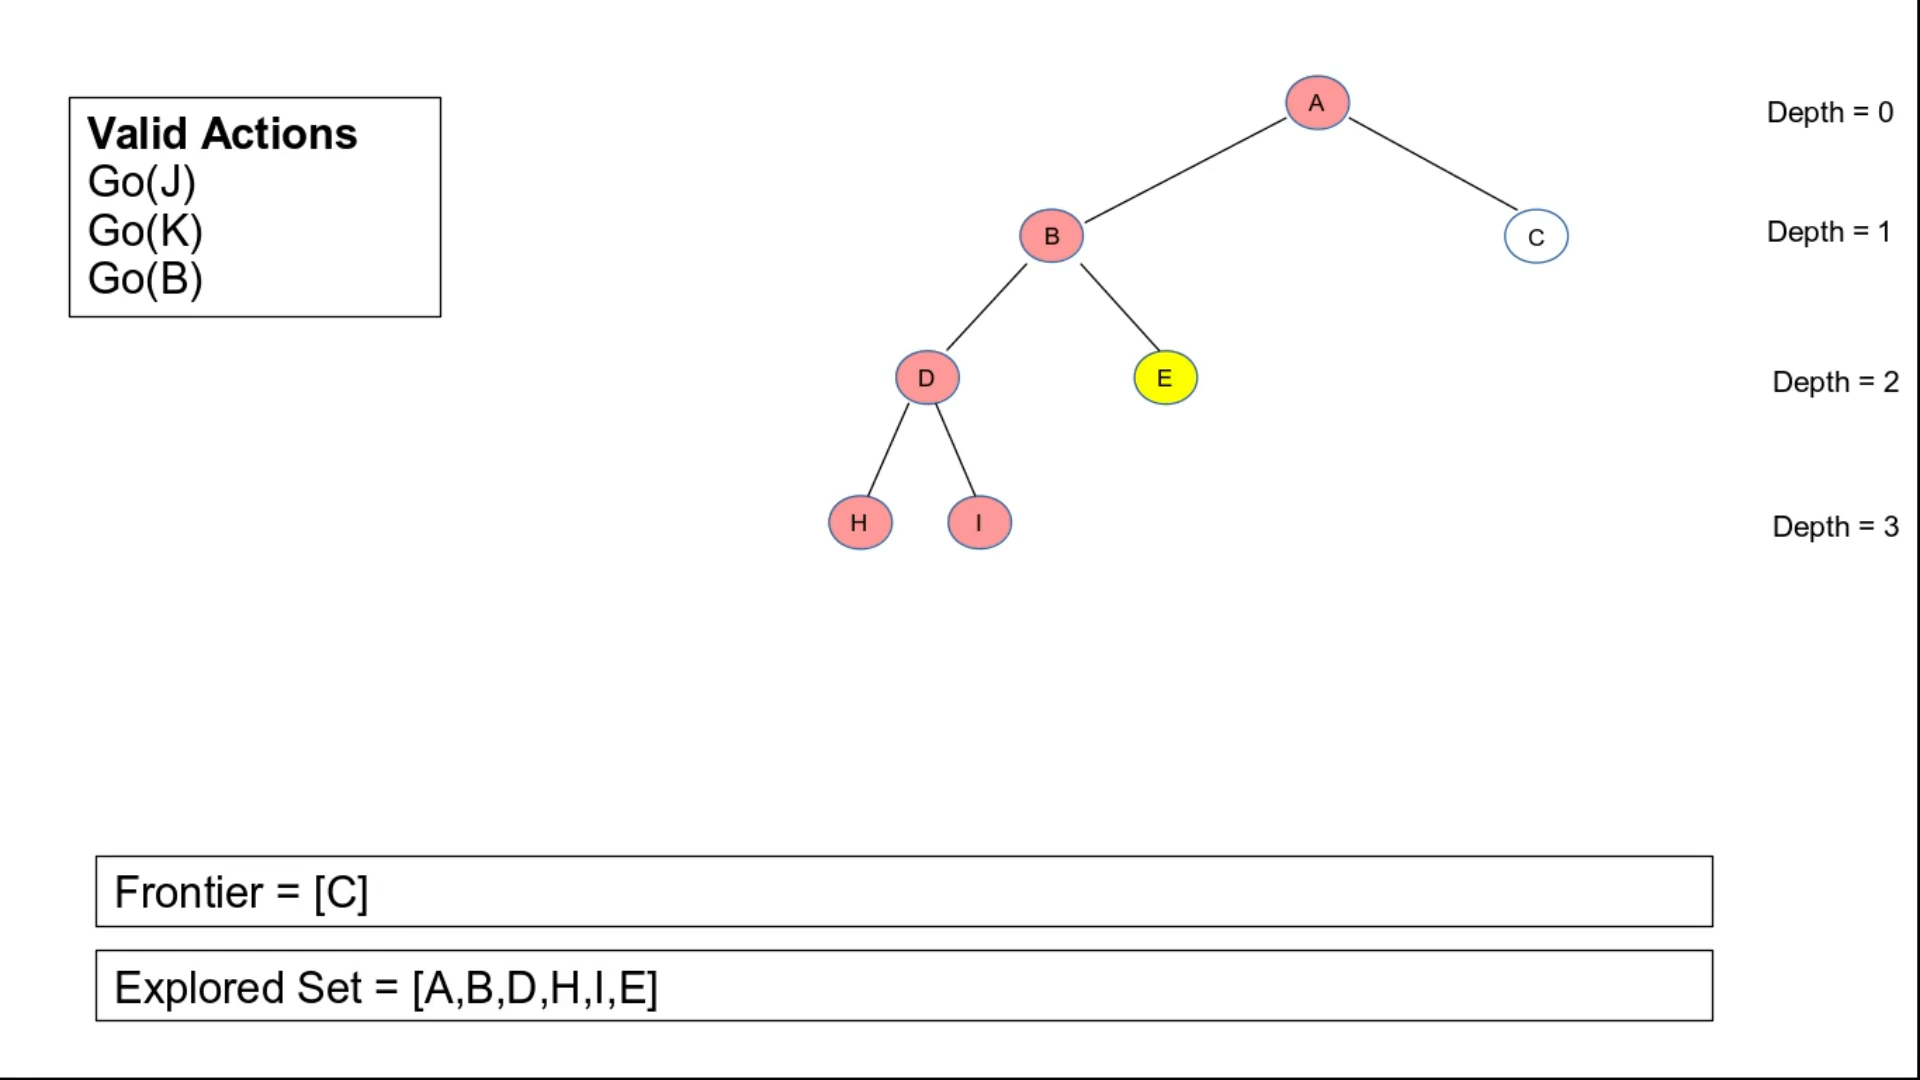 Valid Actions
Go(J)
Go(K)
Go(B)
A
Depth = 0
B
C
Depth = 1
D
E
Depth = 2
H
I
Depth = 3
Frontier = [C]
Explored Set = [A,B,D,H,I,E]